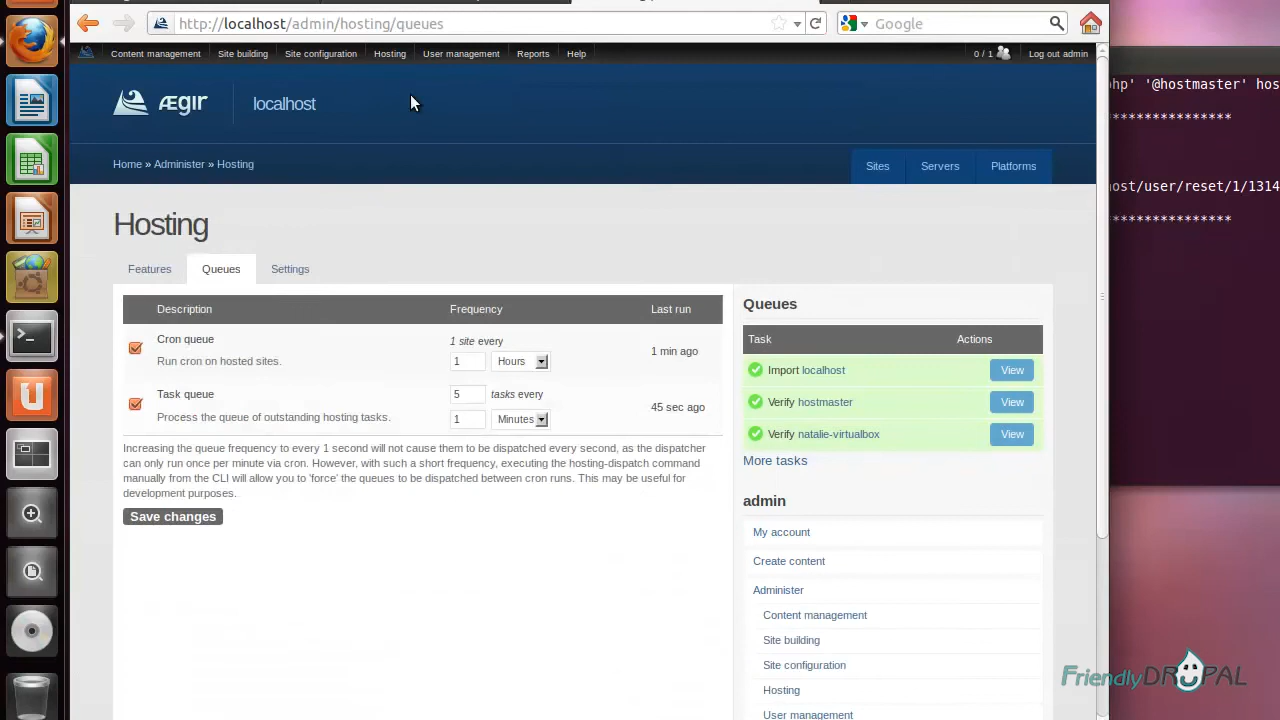 http://localhost/admin/hosting/queues
Google
Content management Site building Site configuration Hosting User management Reports Help 0 / 1 Log out admin
ÆGIR localhost
Home » Administer » Hosting
Sites Servers Platforms
Hosting
Features Queues Settings
Description Frequency Last run
Cron queue
Run cron on hosted sites.
1 site every
1 Hours
1 min ago
Task queue
Process the queue of outstanding hosting tasks.
5 tasks every
1 Minutes
45 sec ago
Increasing the queue frequency to every 1 second will not cause them to be dispatched every second, as the dispatcher
can only run once per minute via cron. However, with such a short frequency, executing the hosting-dispatch command
manually from the CLI will allow you to 'force' the queues to be dispatched between cron runs. This may be useful for
development purposes.
Save changes
Queues
Task Actions
Import localhost View
Verify hostmaster View
Verify natalie-virtualbox View
More tasks
admin
My account
Create content
Administer
Content management
Site building
Site configuration
Hosting
User management
hp' '@hostmaster' hos
***************
ost/user/reset/1/1314
***************
FriendlyDRUPAL